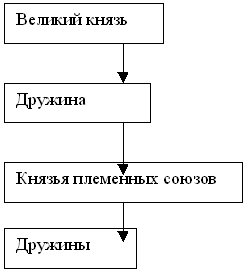 Великий князь
Дружина
Князья племенных союзов
Дружины